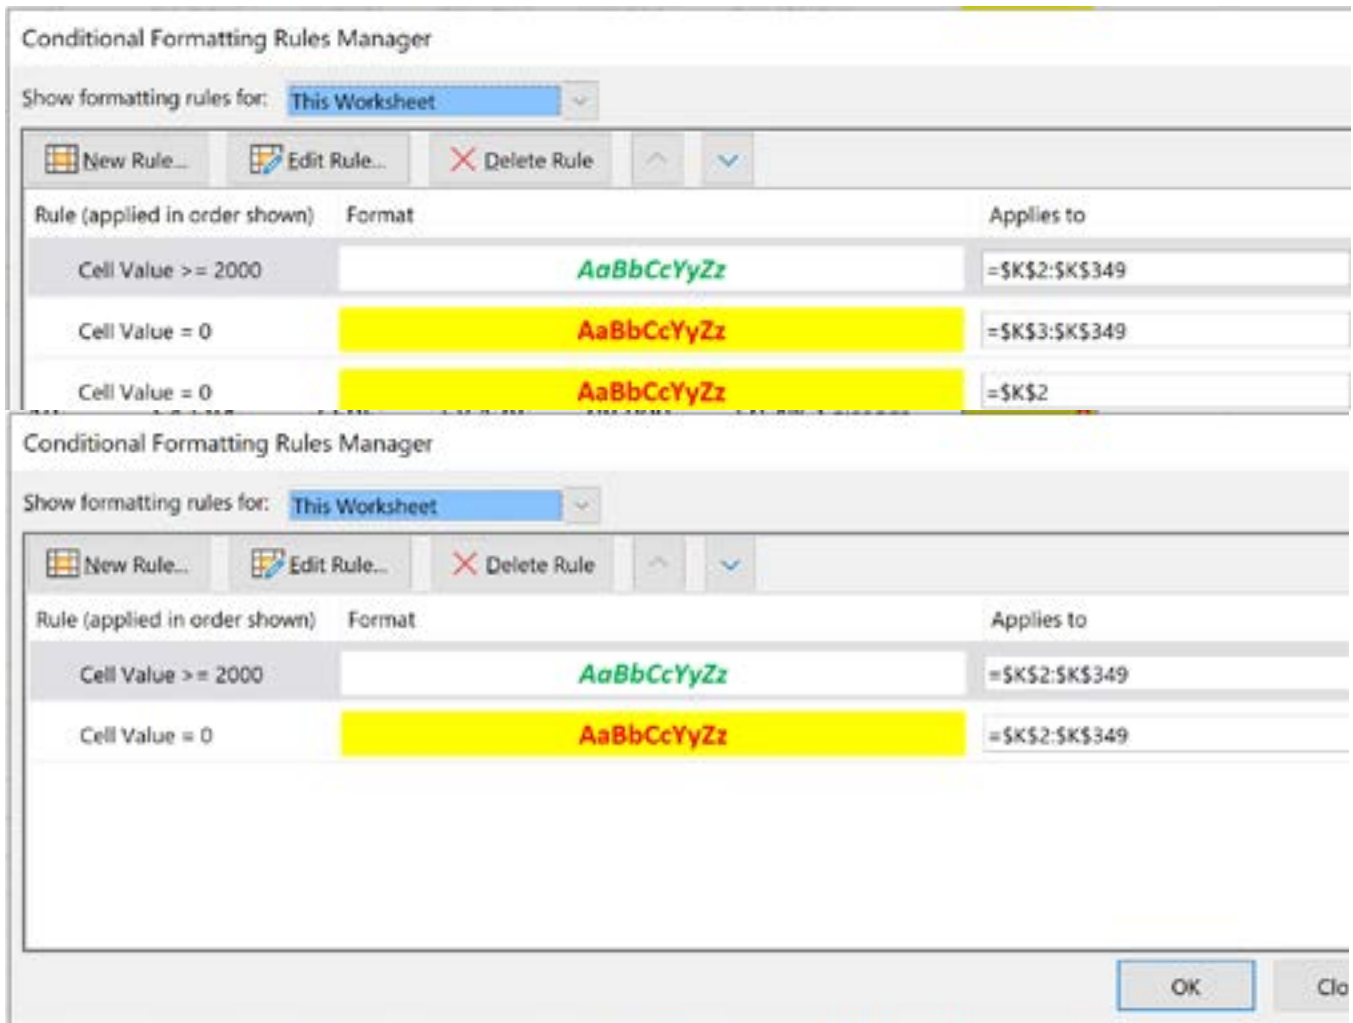 Conditional Formatting Rules Manager
Show formatting rules for: This Worksheet
New Rule... Edit Rule... Delete Rule
Rule (applied in order shown) Format Applies to
Cell Value >= 2000 AaBbCcYyZz =$K$2:$K$349
Cell Value = 0 AaBbCcYyZz =$K$3:$K$349
Cell Value = 0 AaBbCcYyZz =$K$2
Conditional Formatting Rules Manager
Show formatting rules for: This Worksheet
New Rule... Edit Rule... Delete Rule
Rule (applied in order shown) Format Applies to
Cell Value >= 2000 AaBbCcYyZz =$K$2:$K$349
Cell Value = 0 AaBbCcYyZz =$K$2:$K$349
OK Clo